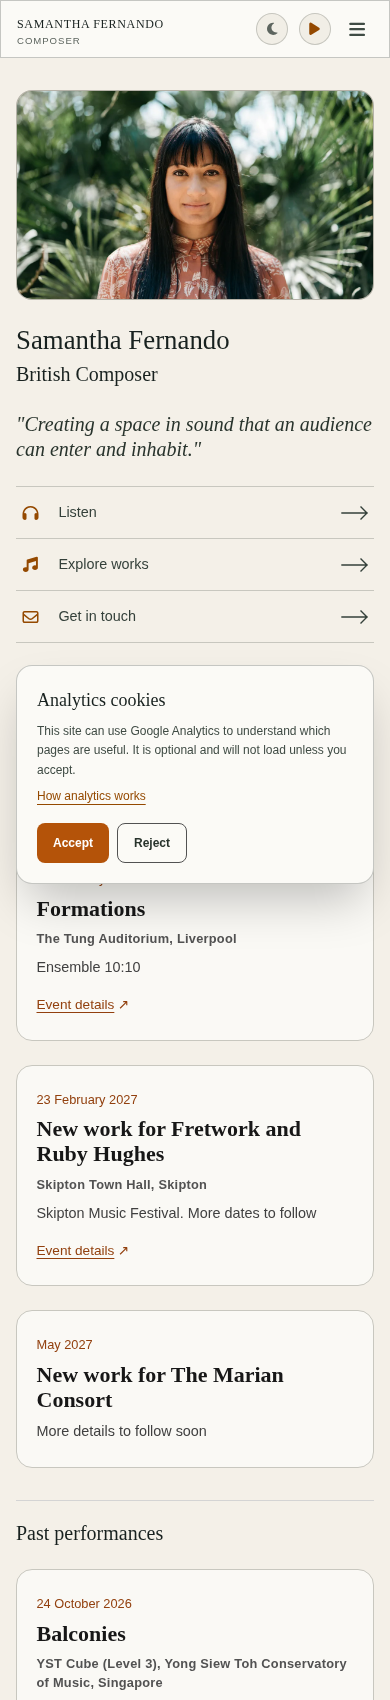 SAMANTHA FERNANDO
COMPOSER
Samantha Fernando
British Composer
"Creating a space in sound that an audience
can enter and inhabit."
Listen
Explore works
Get in touch
Analytics cookies
This site can use Google Analytics to understand which
pages are useful. It is optional and will not load unless you
accept.
How analytics works
Accept Reject
Formations
The Tung Auditorium, Liverpool
Ensemble 10:10
Event details ↗
23 February 2027
New work for Fretwork and
Ruby Hughes
Skipton Town Hall, Skipton
Skipton Music Festival. More dates to follow
Event details ↗
May 2027
New work for The Marian
Consort
More details to follow soon
Past performances
24 October 2026
Balconies
YST Cube (Level 3), Yong Siew Toh Conservatory
of Music, Singapore